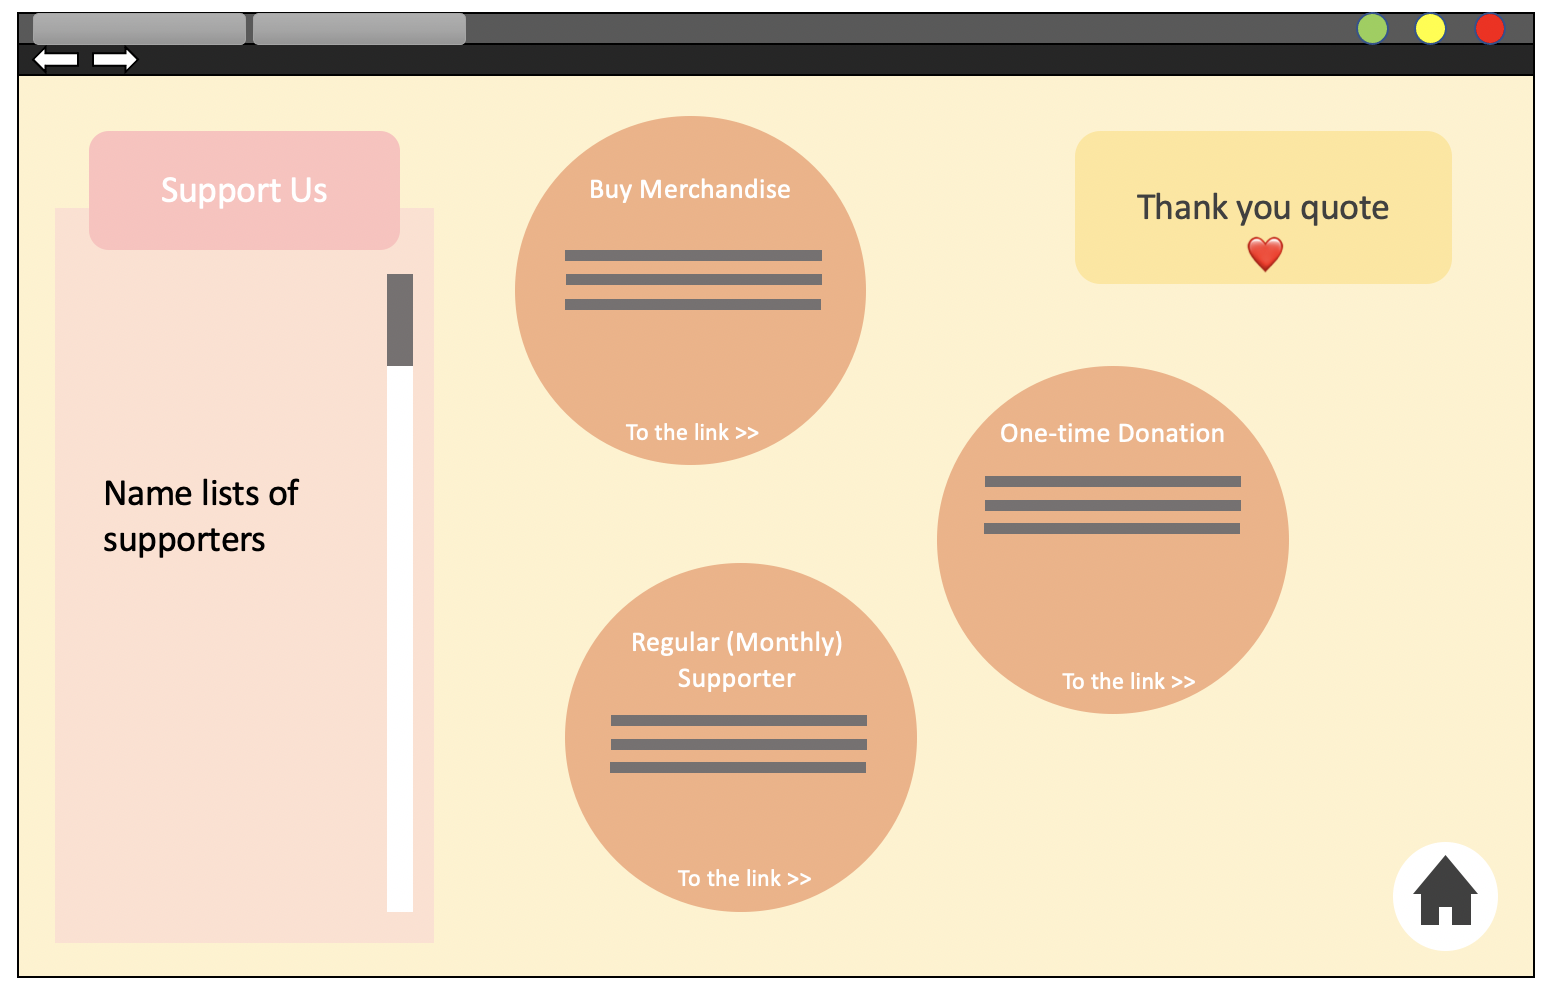 Support Us
Name lists of
supporters
Buy Merchandise
To the link >>
Thank you quote
One-time Donation
To the link >>
Regular (Monthly)
Supporter
To the link >>